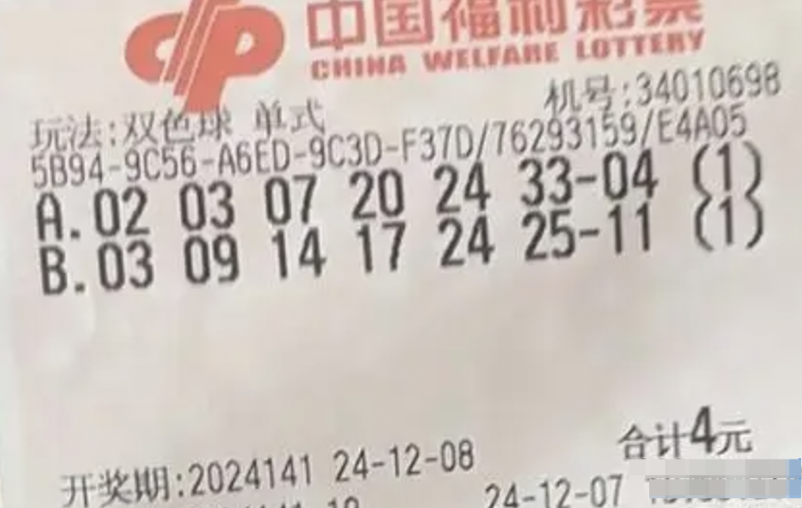 中国福利彩票
CHINA WELFARE LOTTERY
机号:34010698
玩法:双色球 单式
5B94-9C56-A6ED-9C3D-F37D/76293159/E4A05
A.02 03 07 20 24 33-04 (1)
B.03 09 14 17 24 25-11 (1)
合计4元
开奖期:2024141 24-12-08
24-12-07